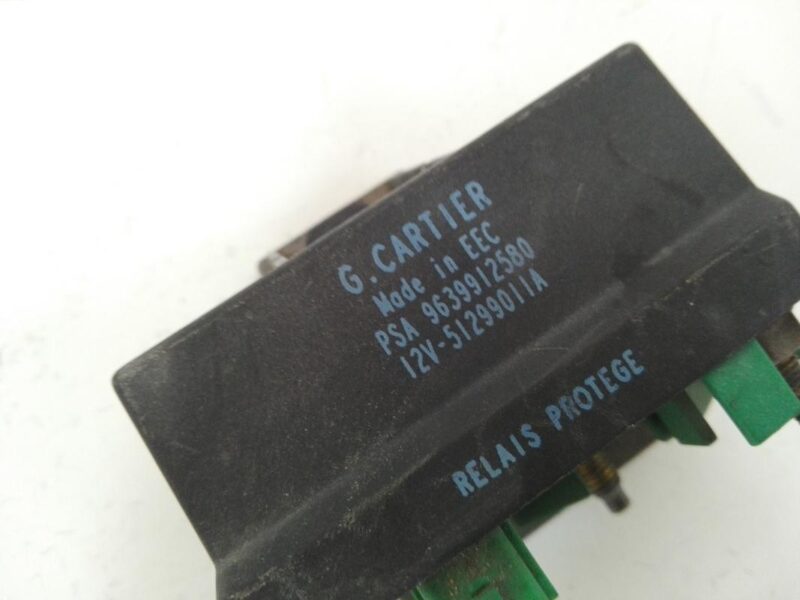 G. CARTIER
Made in EEC
PSA 9639912580
12V-51299011A
RELAIS PROTEGE